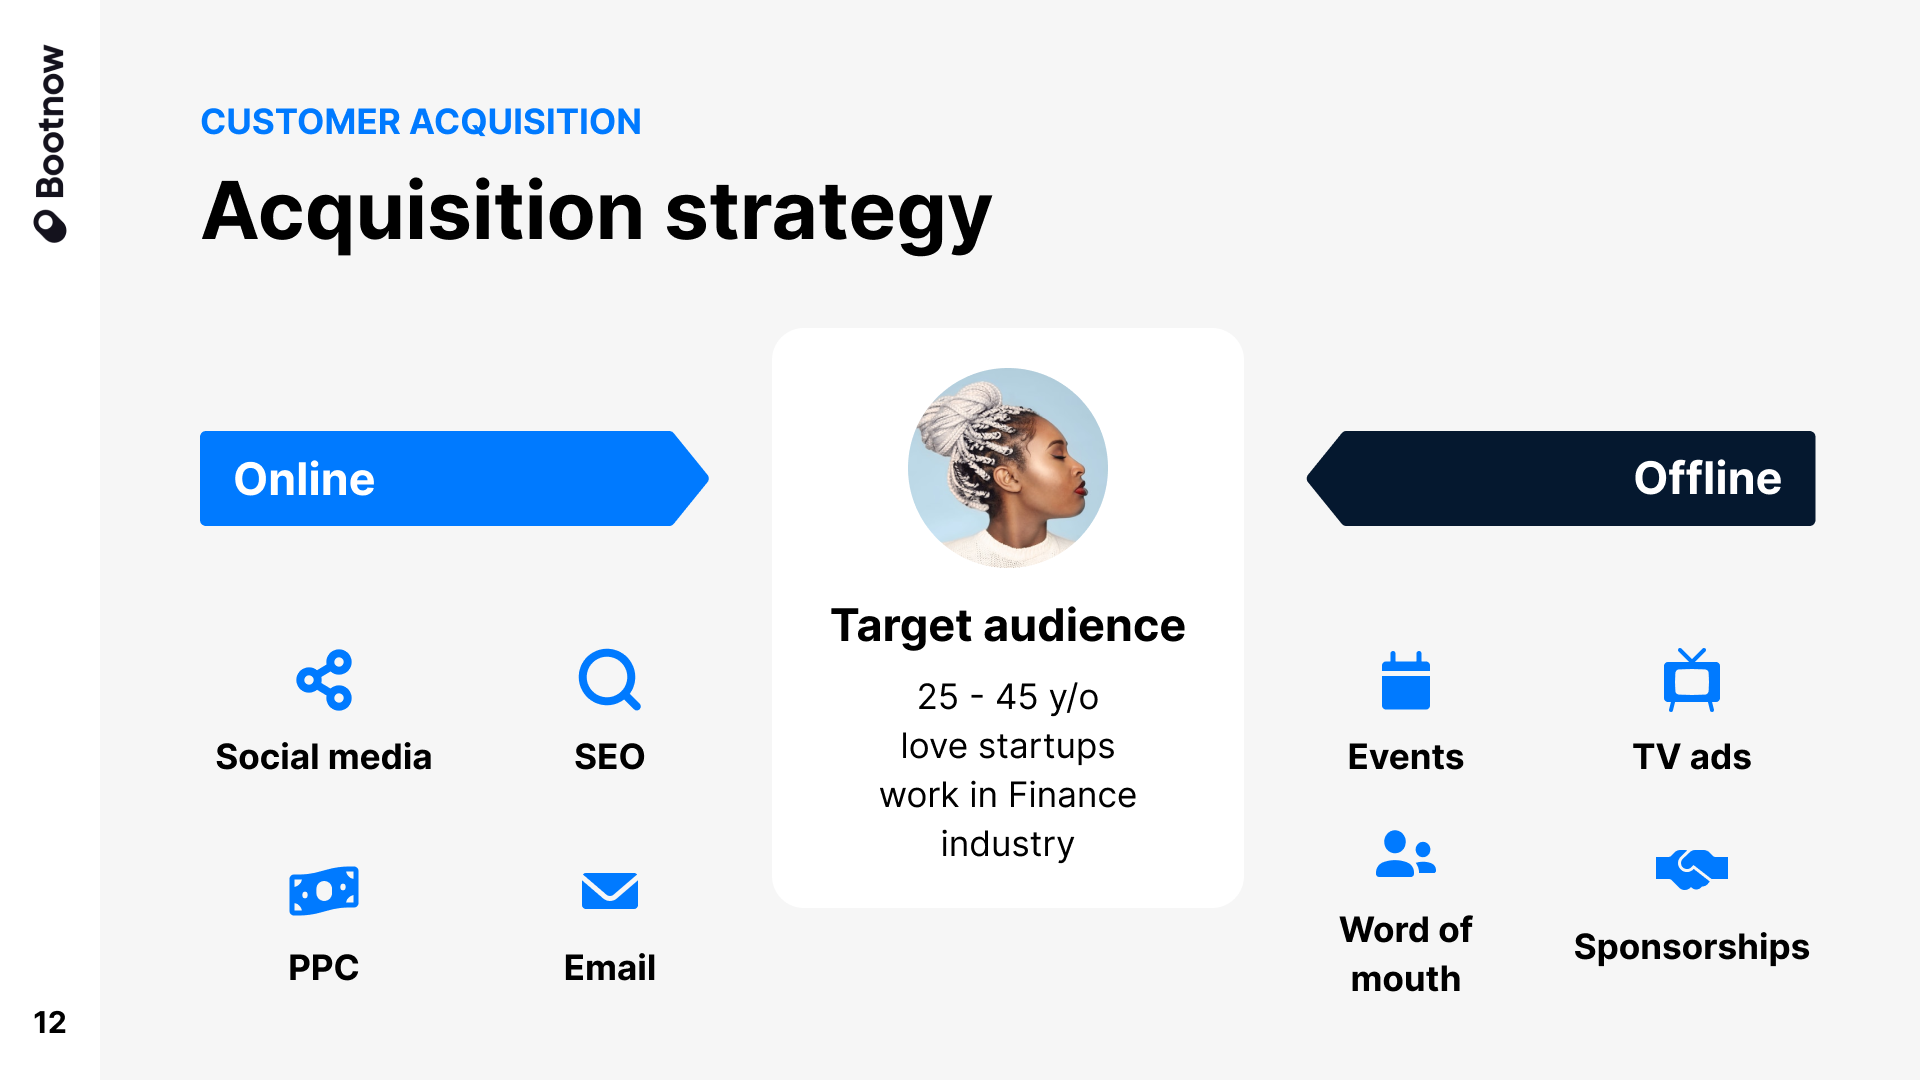 Bootnow
CUSTOMER ACQUISITION
Acquisition strategy
Online
Social media
SEO
PPC
Email
Target audience
25 - 45 y/o
love startups
work in Finance
industry
Offline
Events
TV ads
Word of
mouth
Sponsorships
12